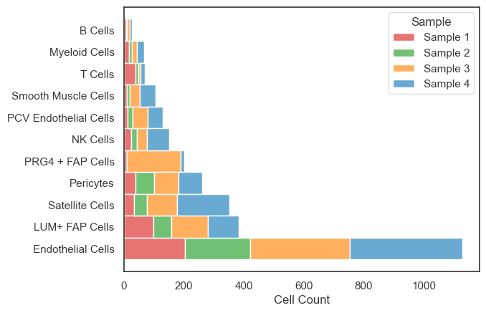 Sample
Sample 1
Sample 2
Sample 3
Sample 4
B Cells
Myeloid Cells
T Cells
Smooth Muscle Cells
PCV Endothelial Cells
NK Cells
PRG4 + FAP Cells
Pericytes
Satellite Cells
LUM+ FAP Cells
Endothelial Cells
0 200 400 600 800 1000
Cell Count